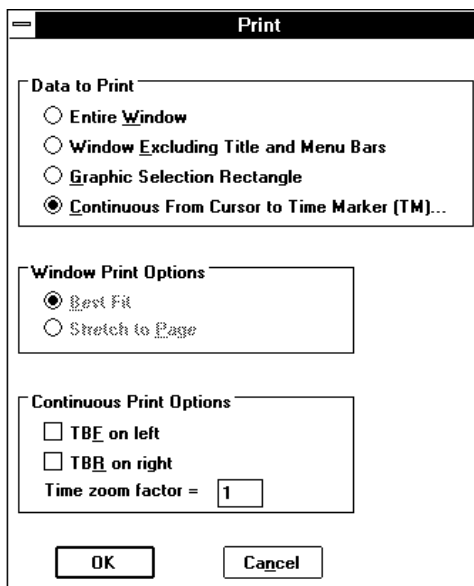 Print
Data to Print
Entire Window
Window Excluding Title and Menu Bars
Graphic Selection Rectangle
Continuous From Cursor to Time Marker (TM)...
Window Print Options
Best Fit
Stretch to Page
Continuous Print Options
TBF on left
TBR on right
Time zoom factor = 1
OK
Cancel